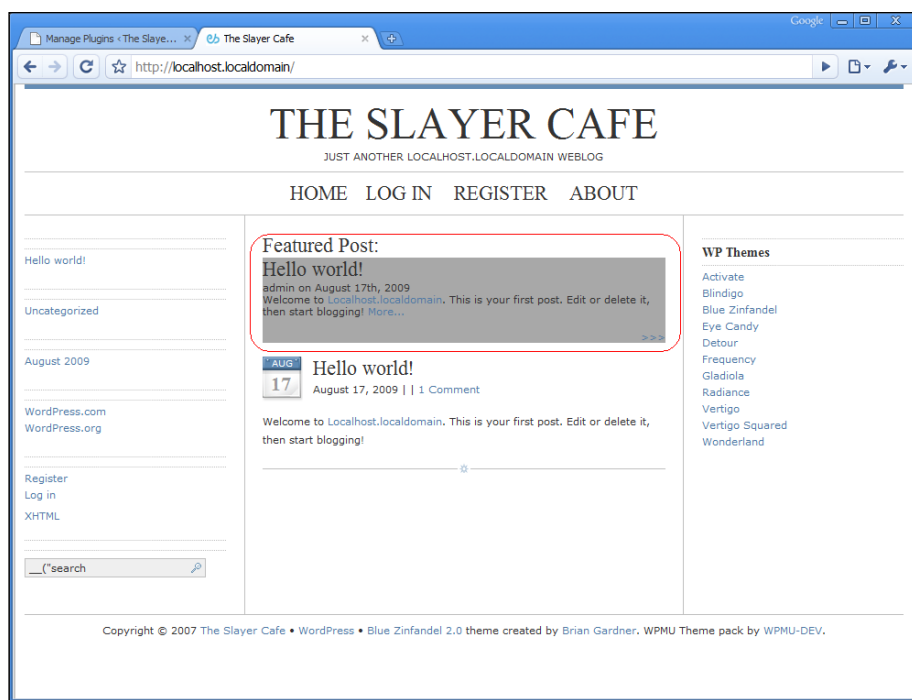 Google
Manage Plugins ‹ The Slaye... The Slayer Cafe
http://localhost.localdomain/
THE SLAYER CAFE
JUST ANOTHER LOCALHOST.LOCALDOMAIN WEBLOG
HOME LOG IN REGISTER ABOUT
Hello world!
Uncategorized
August 2009
WordPress.com
WordPress.org
Register
Log in
XHTML
__("search
Featured Post:
Hello world!
admin on August 17th, 2009
Welcome to Localhost.localdomain. This is your first post. Edit or delete it,
then start blogging! More...
>>>
AUG
17
Hello world!
August 17, 2009 | | 1 Comment
Welcome to Localhost.localdomain. This is your first post. Edit or delete it,
then start blogging!
WP Themes
Activate
Blindigo
Blue Zinfandel
Eye Candy
Detour
Frequency
Gladiola
Radiance
Vertigo
Vertigo Squared
Wonderland
Copyright © 2007 The Slayer Cafe • WordPress • Blue Zinfandel 2.0 theme created by Brian Gardner. WPMU Theme pack by WPMU-DEV.